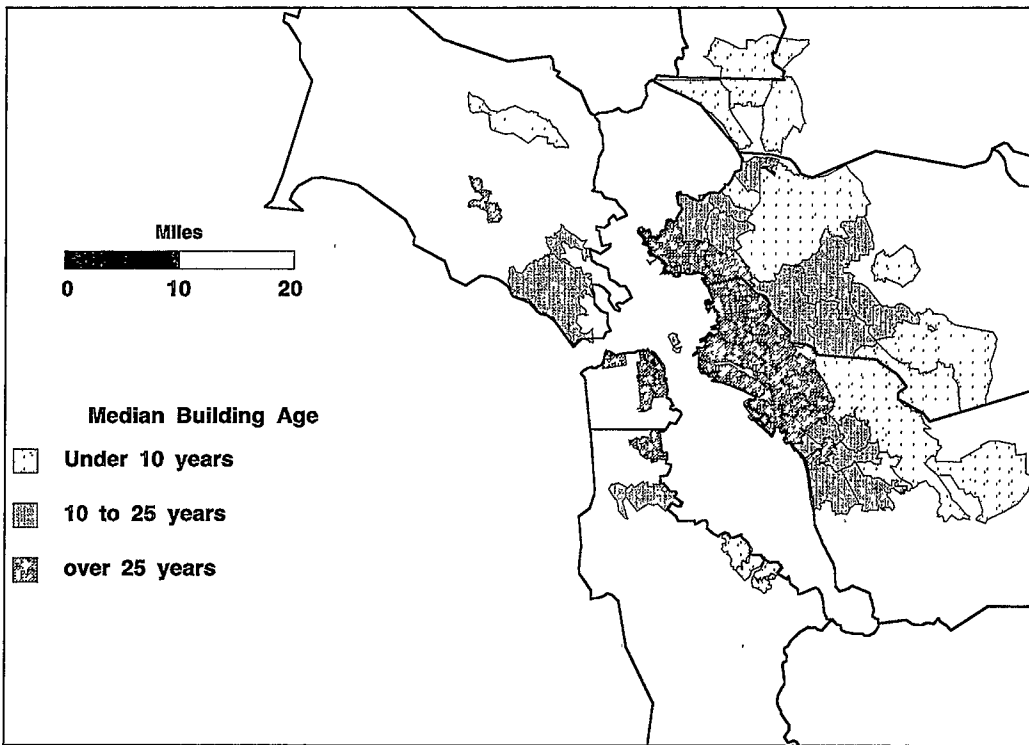 Miles
0 10 20
Median Building Age
Under 10 years
10 to 25 years
over 25 years